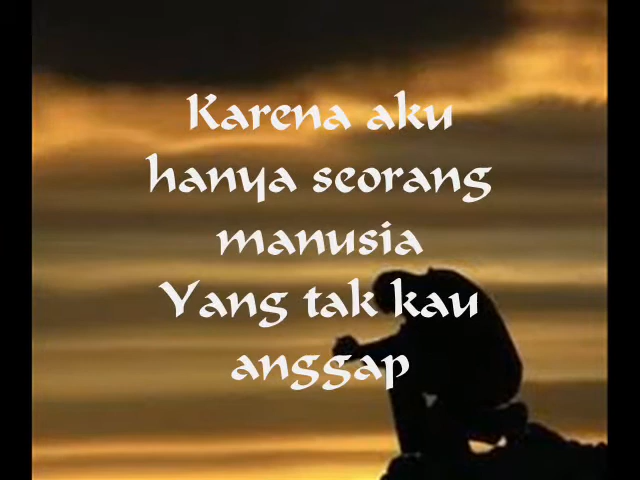 Karena aku
hanya seorang
manusia
Yang tak kau
anggap